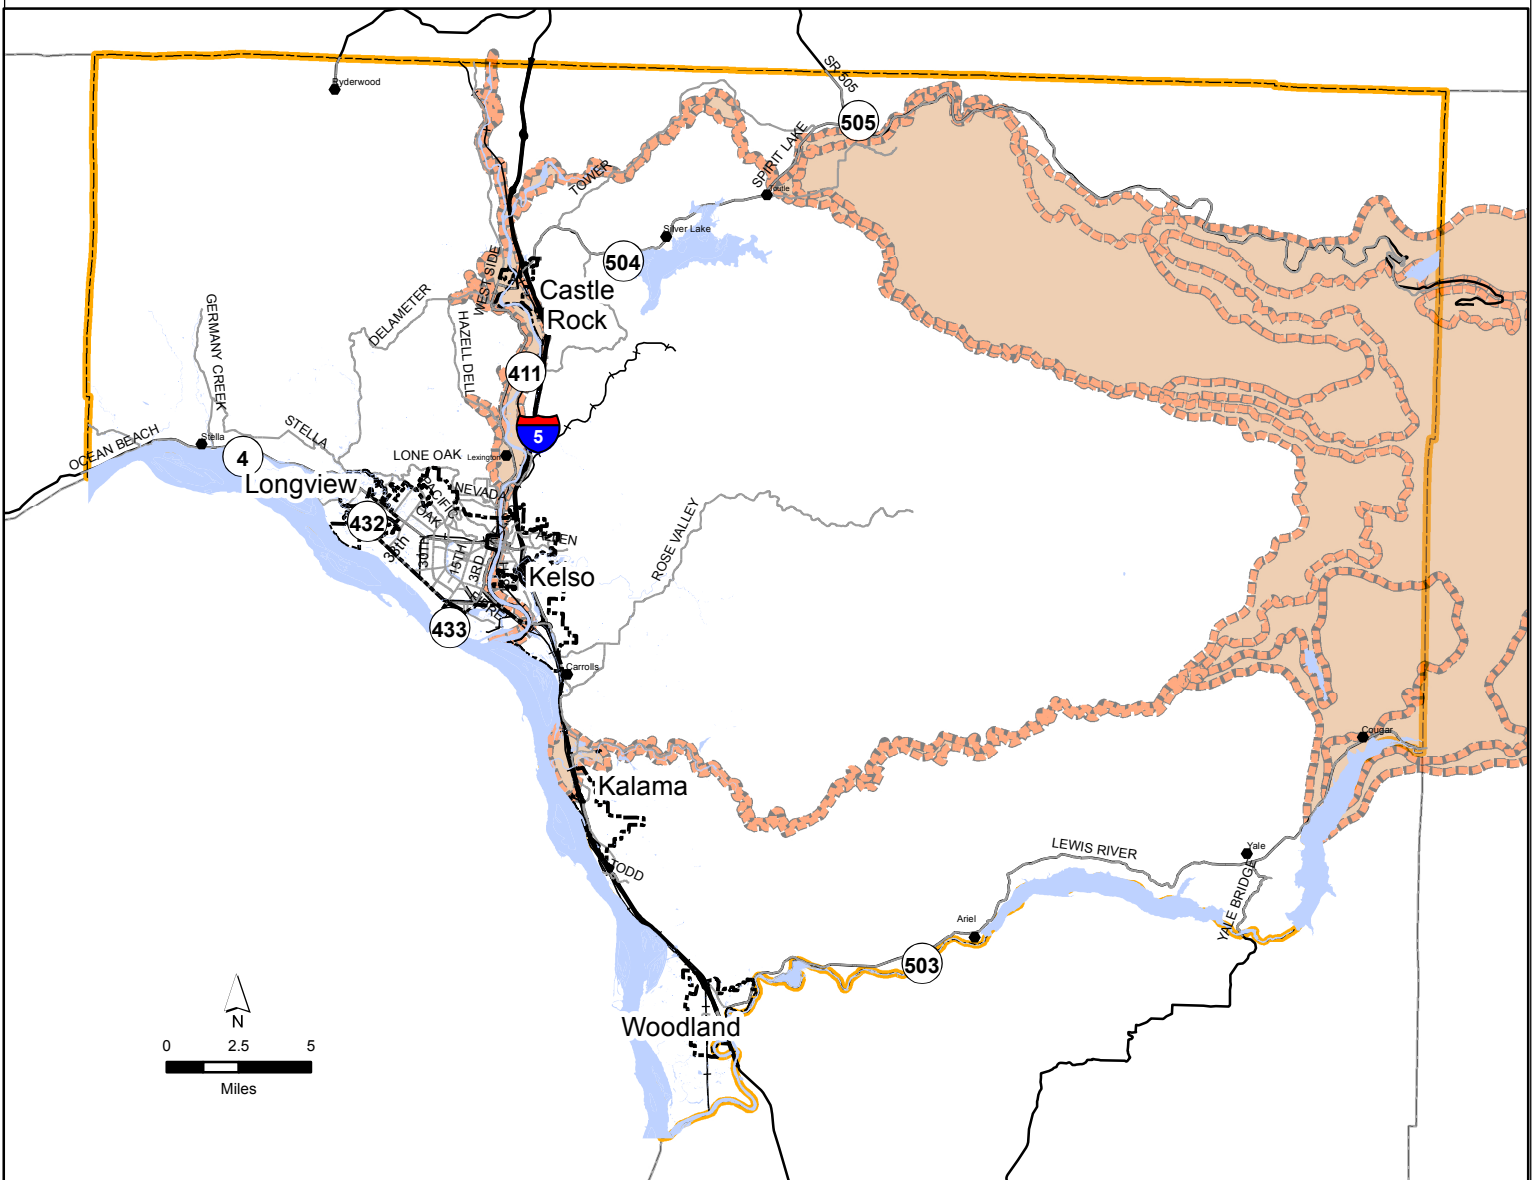 Ryderwood
SR 505
505
SPIRIT LAKE
TOWER
Toutle
Silver Lake
504
WEST SIDE
Castle
Rock
DELAMETER
GERMANY CREEK
HAZELL DELL
411
5
OCEAN BEACH
Stella
STELLA
4
LONE OAK
Lexington
Longview
PACIFIC
NEVADA
OAK
432
38th
30TH
15TH
3RD
ALLEN
Kelso
ROSE VALLEY
433
Carrolls
Cougar
Kalama
TODD
LEWIS RIVER
Yale
YALE BRIDGE
Ariel
503
Woodland
N
0 2.5 5
Miles